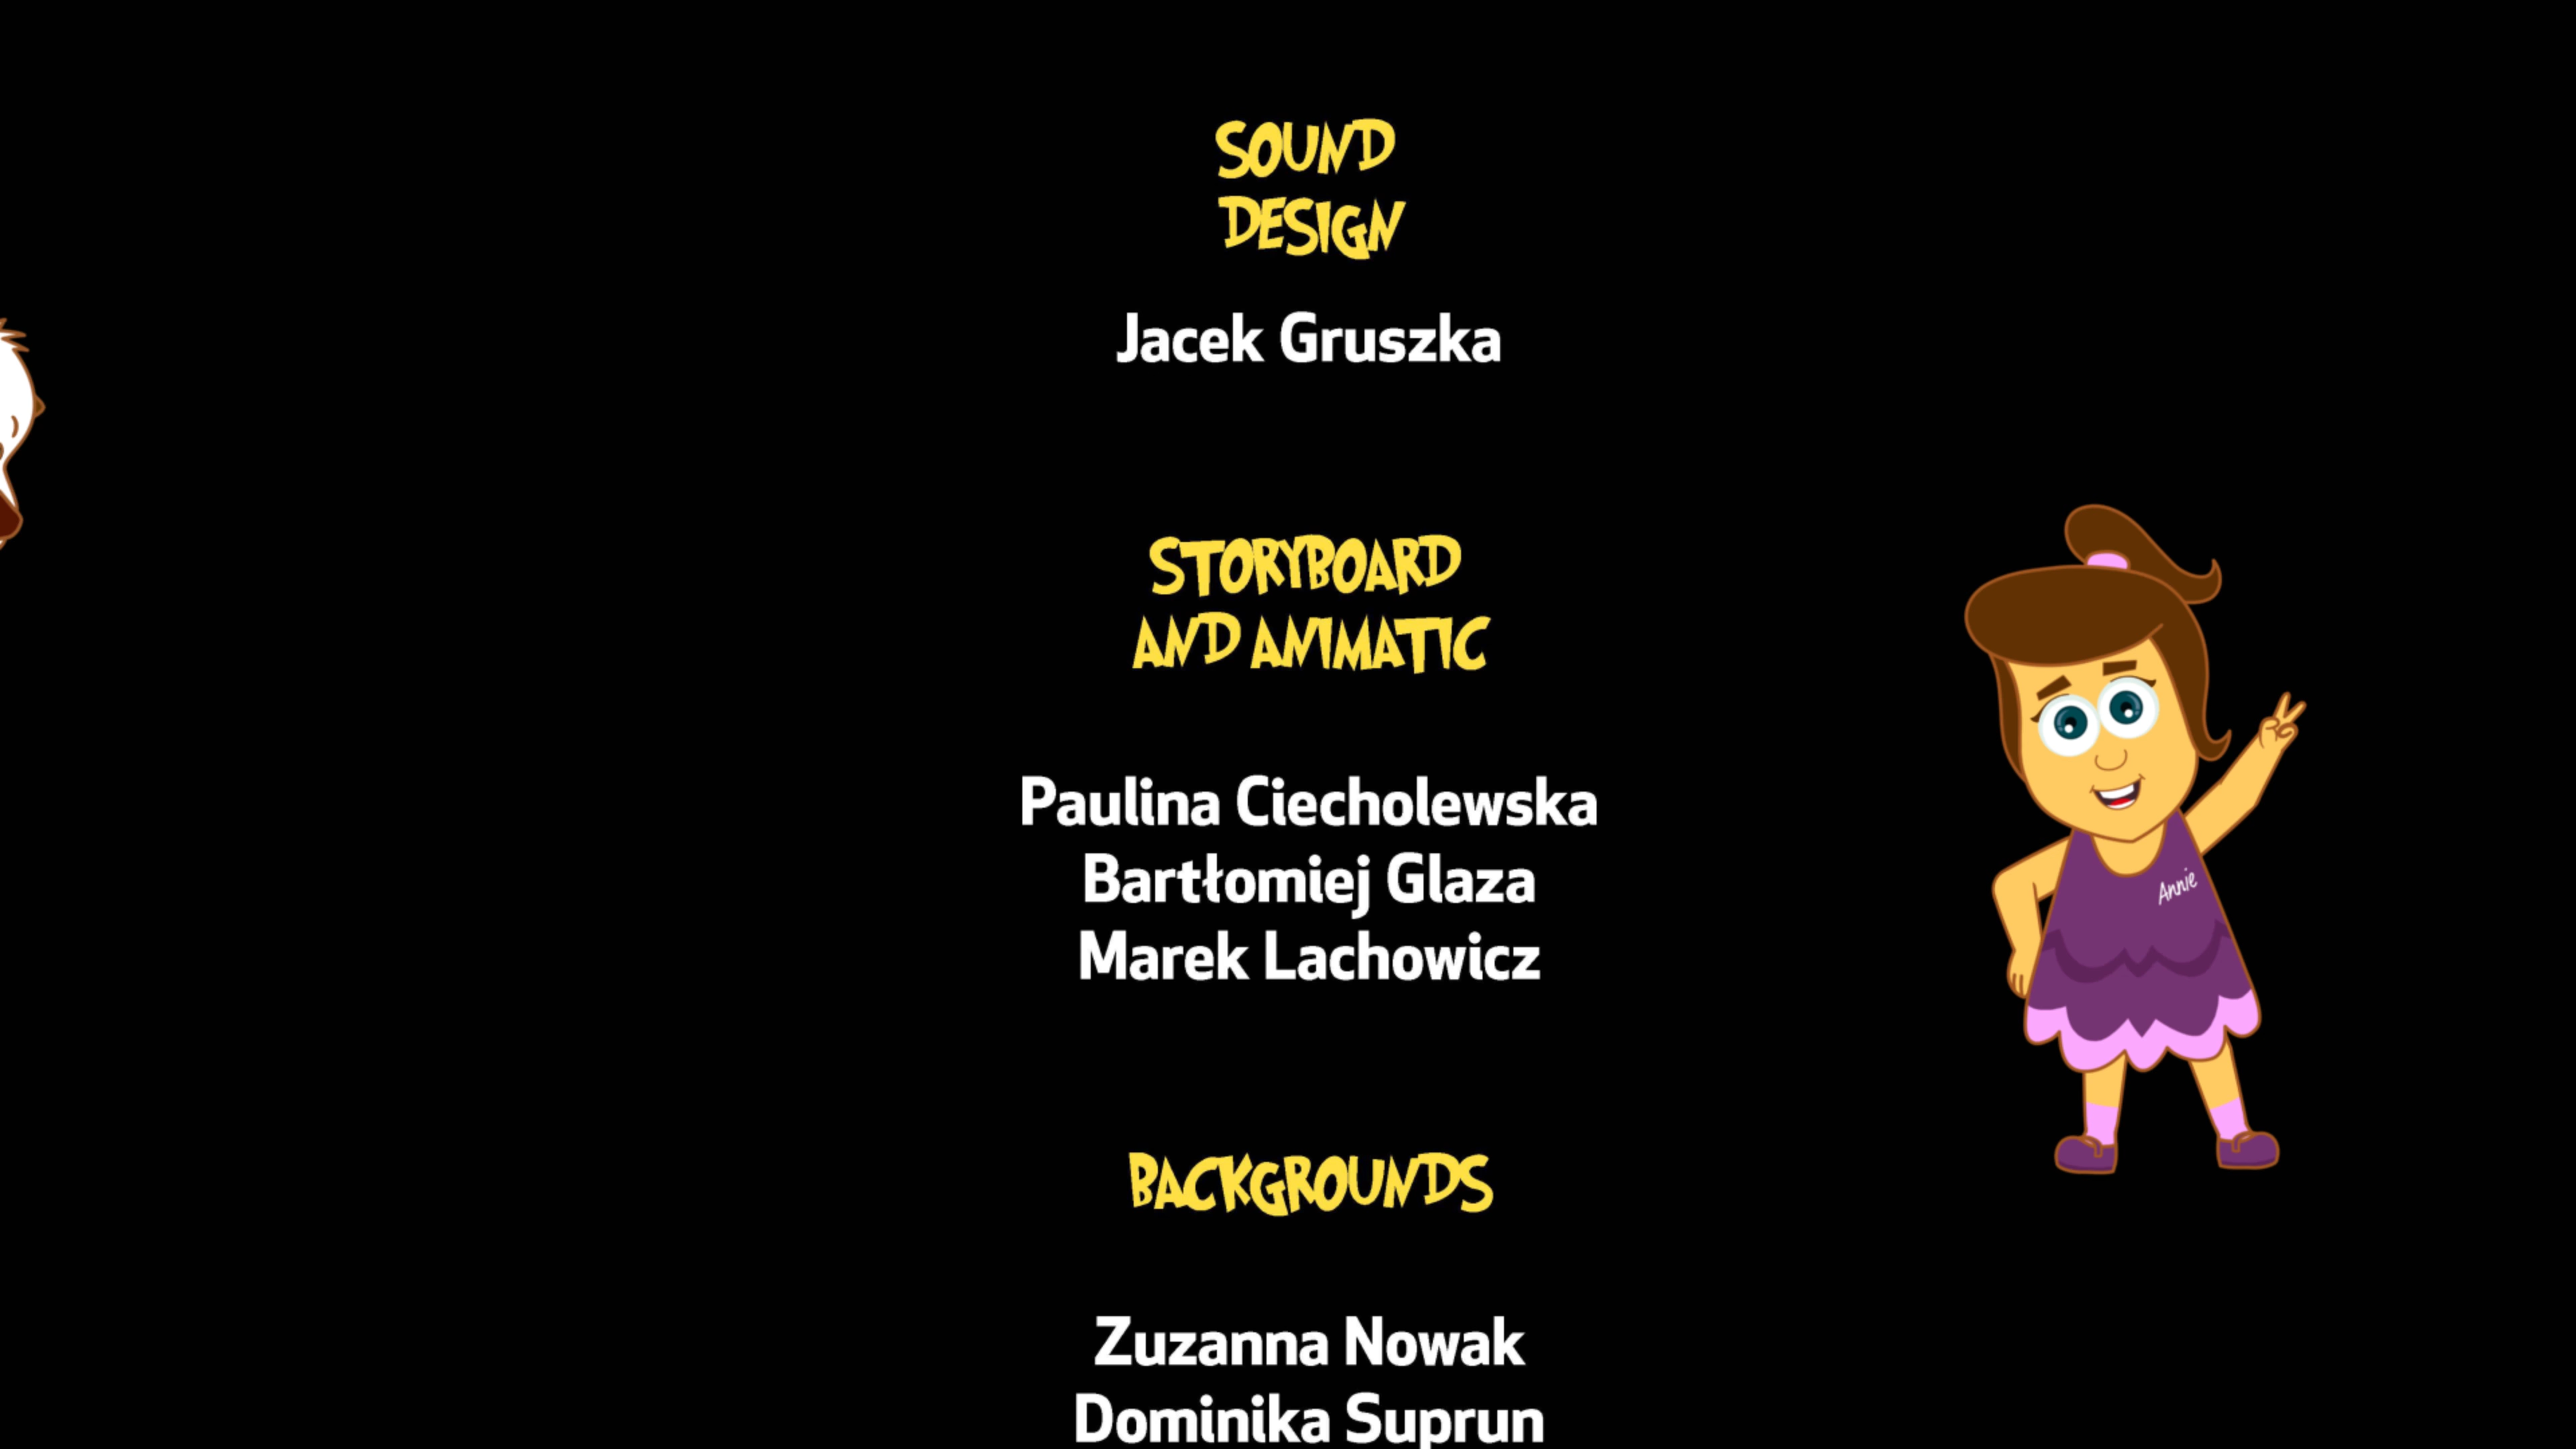 SOUND
DESIGN
Jacek Gruszka
STORYBOARD
AND ANIMATIC
Paulina Ciecholewska
Bartłomiej Glaza
Marek Lachowicz
Annie
BACKGROUNDS
Zuzanna Nowak
Dominika Suprun